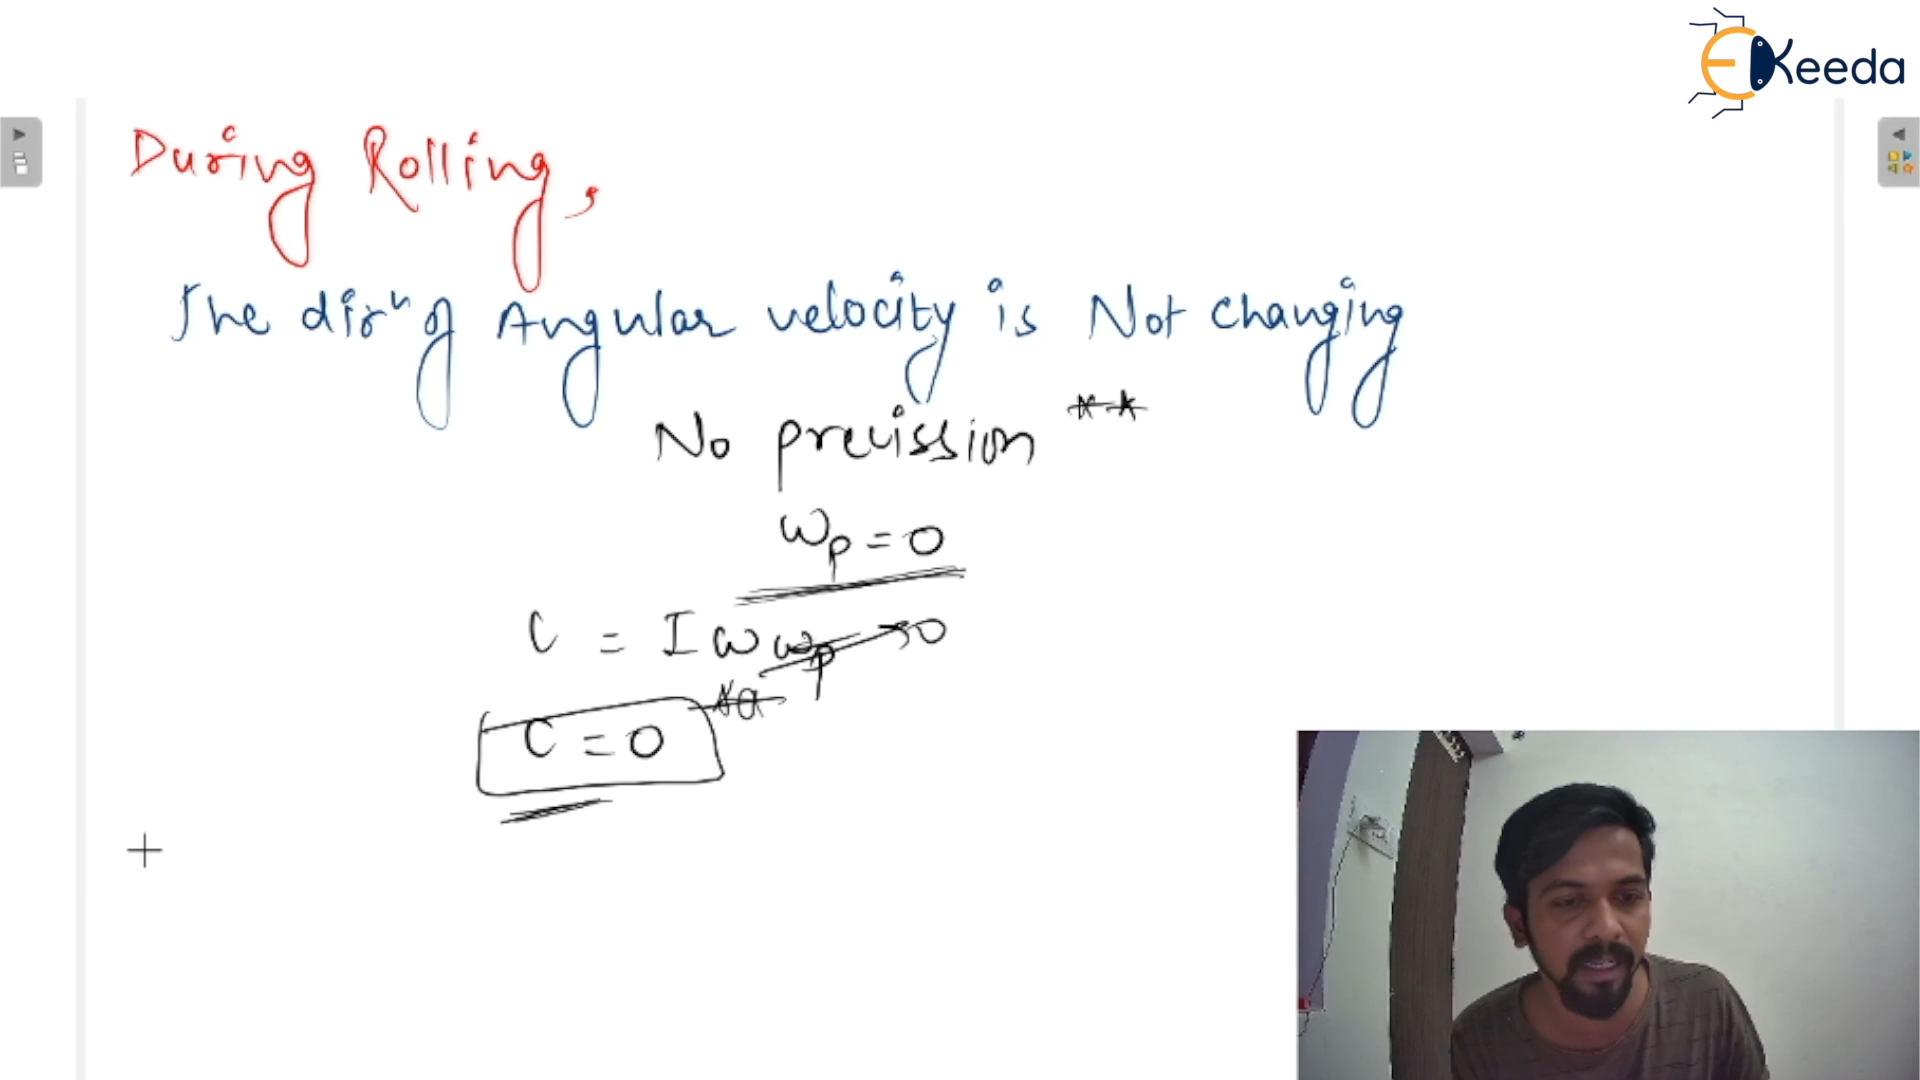 EKeeda
During Rolling,
The dirⁿ of Angular velocity is Not changing
No precission **
ωp = 0
C = I ω ωp → 0
C = 0